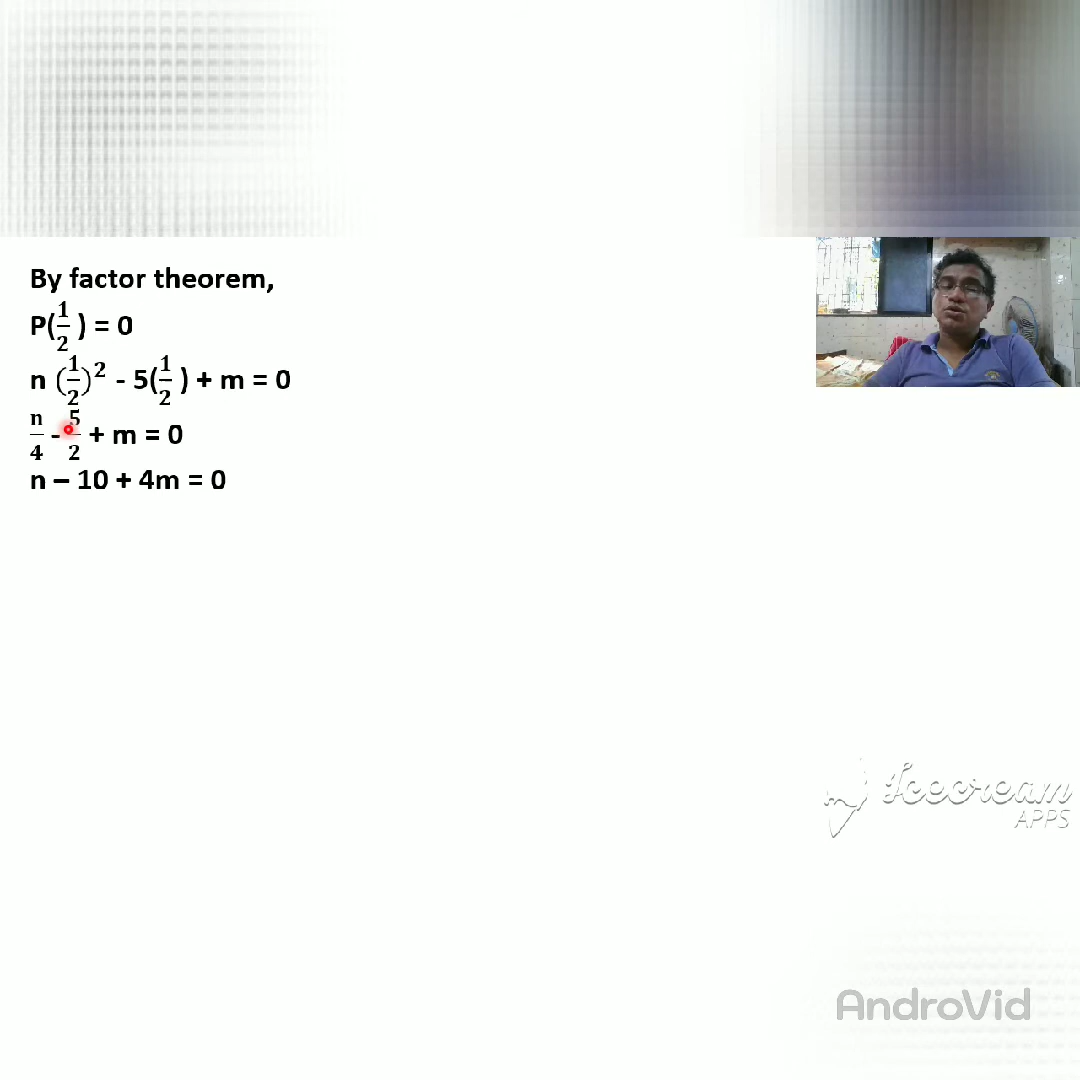 By factor theorem,
P(1/2 ) = 0
n (1/2)² - 5(1/2 ) + m = 0
n/4 - 5/2 + m = 0
n – 10 + 4m = 0
Icecream
APPS
AndroVid